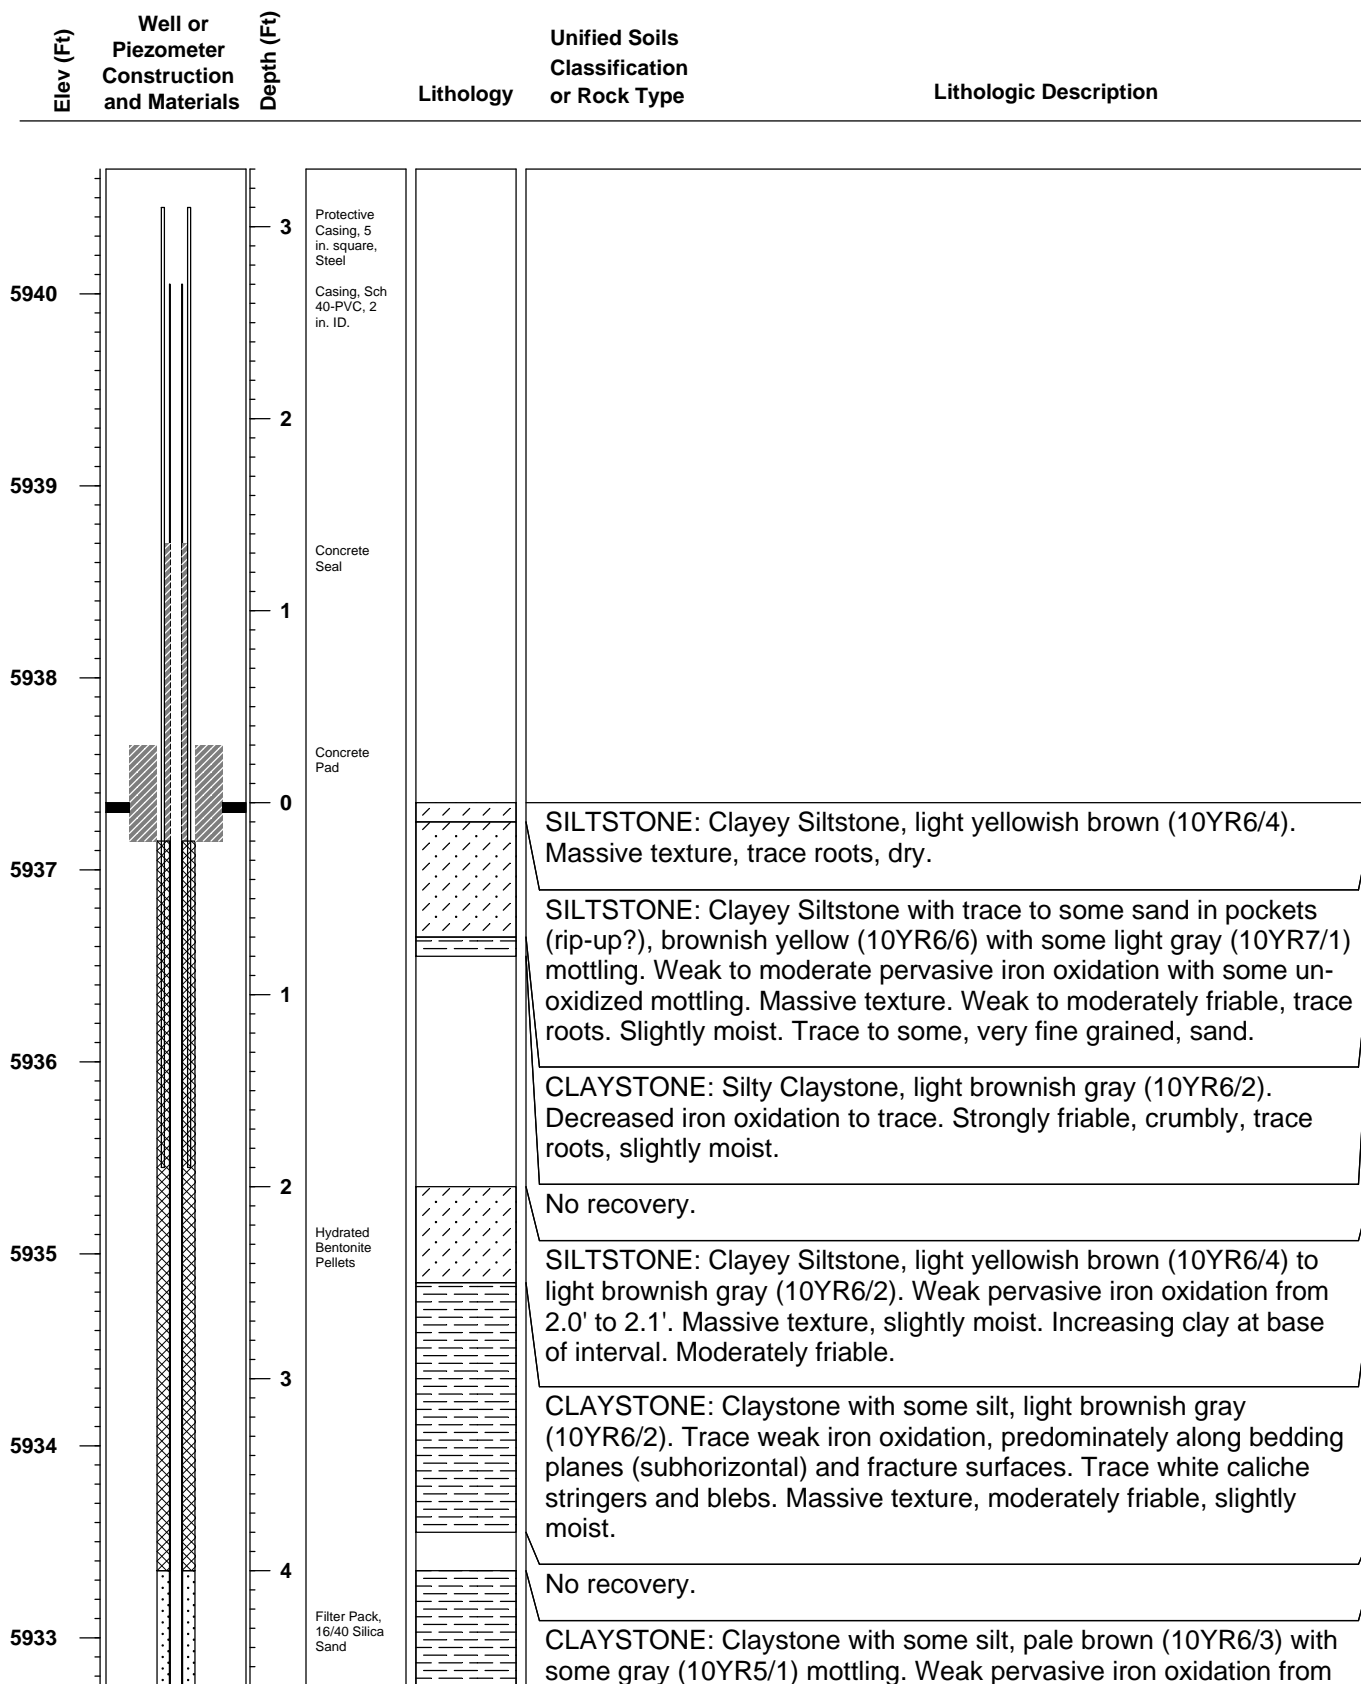 Elev (Ft)
Well or
Piezometer
Construction
and Materials
Depth (Ft)
Lithology
Unified Soils
Classification
or Rock Type
Lithologic Description
5940
5939
5938
5937
5936
5935
5934
5933
3
2
1
0
1
2
3
4
Protective
Casing, 5
in. square,
Steel
Casing, Sch
40-PVC, 2
in. ID.
Concrete
Seal
Concrete
Pad
Hydrated
Bentonite
Pellets
Filter Pack,
16/40 Silica
Sand
SILTSTONE: Clayey Siltstone, light yellowish brown (10YR6/4).
Massive texture, trace roots, dry.
SILTSTONE: Clayey Siltstone with trace to some sand in pockets
(rip-up?), brownish yellow (10YR6/6) with some light gray (10YR7/1)
mottling. Weak to moderate pervasive iron oxidation with some un-
oxidized mottling. Massive texture. Weak to moderately friable, trace
roots. Slightly moist. Trace to some, very fine grained, sand.
CLAYSTONE: Silty Claystone, light brownish gray (10YR6/2).
Decreased iron oxidation to trace. Strongly friable, crumbly, trace
roots, slightly moist.
No recovery.
SILTSTONE: Clayey Siltstone, light yellowish brown (10YR6/4) to
light brownish gray (10YR6/2). Weak pervasive iron oxidation from
2.0' to 2.1'. Massive texture, slightly moist. Increasing clay at base
of interval. Moderately friable.
CLAYSTONE: Claystone with some silt, light brownish gray
(10YR6/2). Trace weak iron oxidation, predominately along bedding
planes (subhorizontal) and fracture surfaces. Trace white caliche
stringers and blebs. Massive texture, moderately friable, slightly
moist.
No recovery.
CLAYSTONE: Claystone with some silt, pale brown (10YR6/3) with
some gray (10YR5/1) mottling. Weak pervasive iron oxidation from